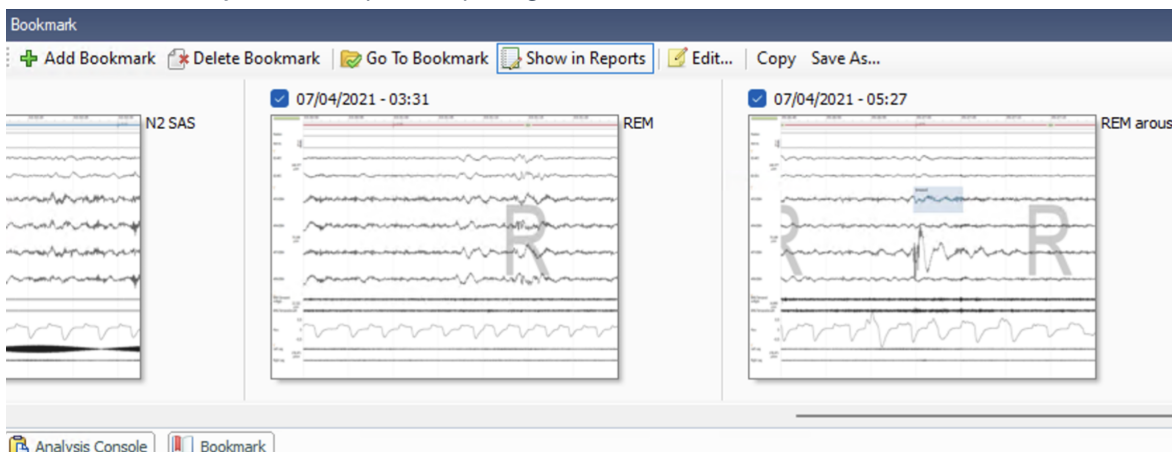 Bookmark
Add Bookmark Delete Bookmark Go To Bookmark Show in Reports Edit... Copy Save As...
07/04/2021 - 03:31 07/04/2021 - 05:27
N2 SAS REM REM arous
R R R
Analysis Console Bookmark